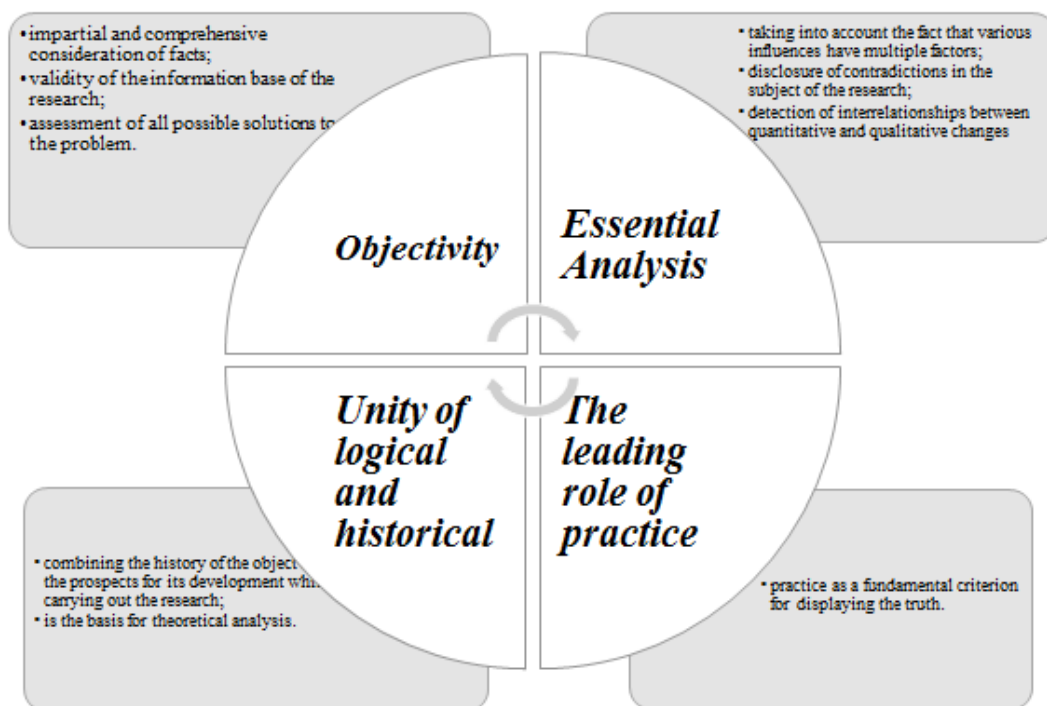 •impartial and comprehensive
consideration of facts;
•validity of the information base of the
research;
•assessment of all possible solutions to
the problem.
•taking into account the fact that various
influences have multiple factors;
•disclosure of contradictions in the
subject of the research;
•detection of interrelationships between
quantitative and qualitative changes
Objectivity
Essential
Analysis
Unity of
logical
and
historical
The
leading
role of
practice
• combining the history of the object
the prospects for its development
carrying out the research;
• is the basis for theoretical analysis.
• practice as a fundamental criterion
for displaying the truth.